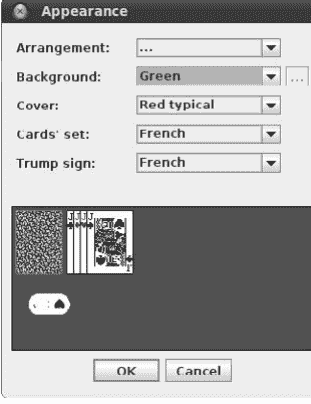 Appearance
Arrangement: ...
Background: Green ...
Cover: Red typical
Cards' set: French
Trump sign: French
J J J J
OK Cancel